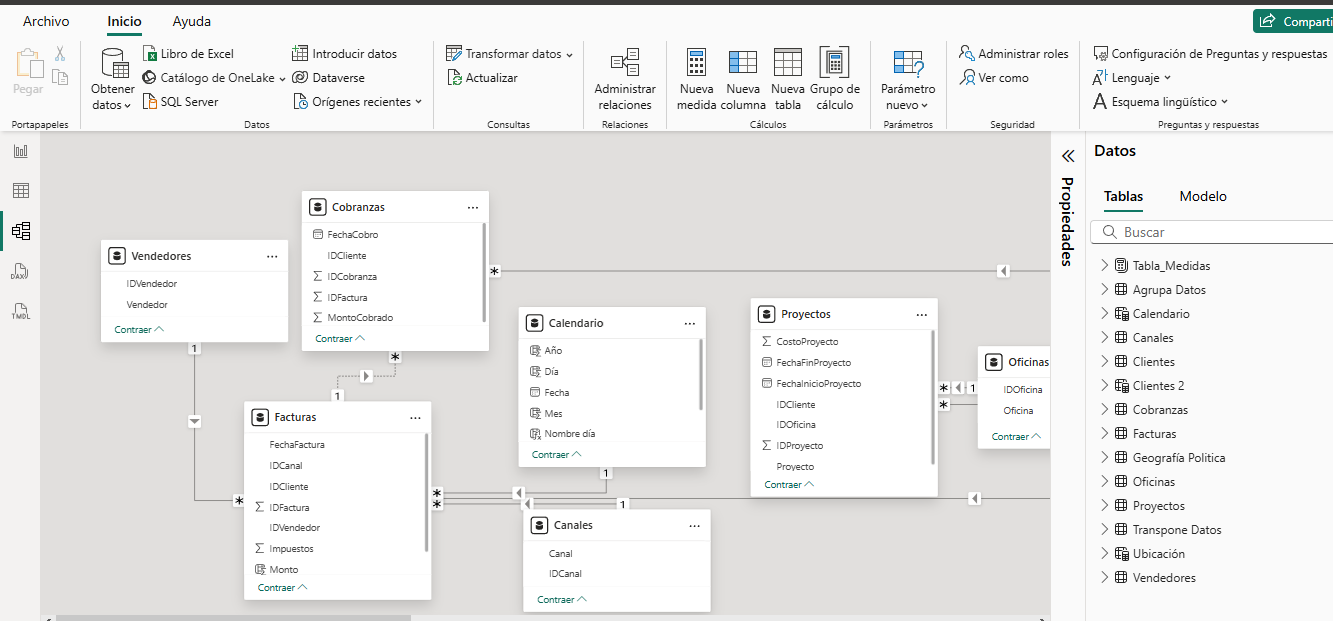 Archivo
Inicio
Ayuda
Comparti
Pegar
Portapapeles
Obtener
datos
Libro de Excel
Catálogo de OneLake
SQL Server
Introducir datos
Dataverse
Orígenes recientes
Datos
Transformar datos
Actualizar
Consultas
Administrar
relaciones
Relaciones
Nueva
medida
Nueva
columna
Nueva
tabla
Grupo de
cálculo
Cálculos
Parámetro
nuevo
Parámetros
Administrar roles
Ver como
Seguridad
Configuración de Preguntas y respuestas
Lenguaje
Esquema lingüístico
Preguntas y respuestas
DAX
TMDL
Vendedores
IDVendedor
Vendedor
Contraer
1
Cobranzas
FechaCobro
IDCliente
IDCobranza
IDFactura
MontoCobrado
Contraer
*
*
1
Facturas
FechaFactura
IDCanal
IDCliente
IDFactura
IDVendedor
Impuestos
Monto
Contraer
*
*
*
Calendario
Año
Día
Fecha
Mes
Nombre día
Contraer
1
1
Canales
Canal
IDCanal
Contraer
Proyectos
CostoProyecto
FechaFinProyecto
FechaInicioProyecto
IDCliente
IDOficina
IDProyecto
Proyecto
Contraer
*
1
*
Oficinas
IDOficina
Oficina
Contraer
Propiedades
Datos
Tablas
Modelo
Buscar
Tabla_Medidas
Agrupa Datos
Calendario
Canales
Clientes
Clientes 2
Cobranzas
Facturas
Geografía Politica
Oficinas
Proyectos
Transpone Datos
Ubicación
Vendedores